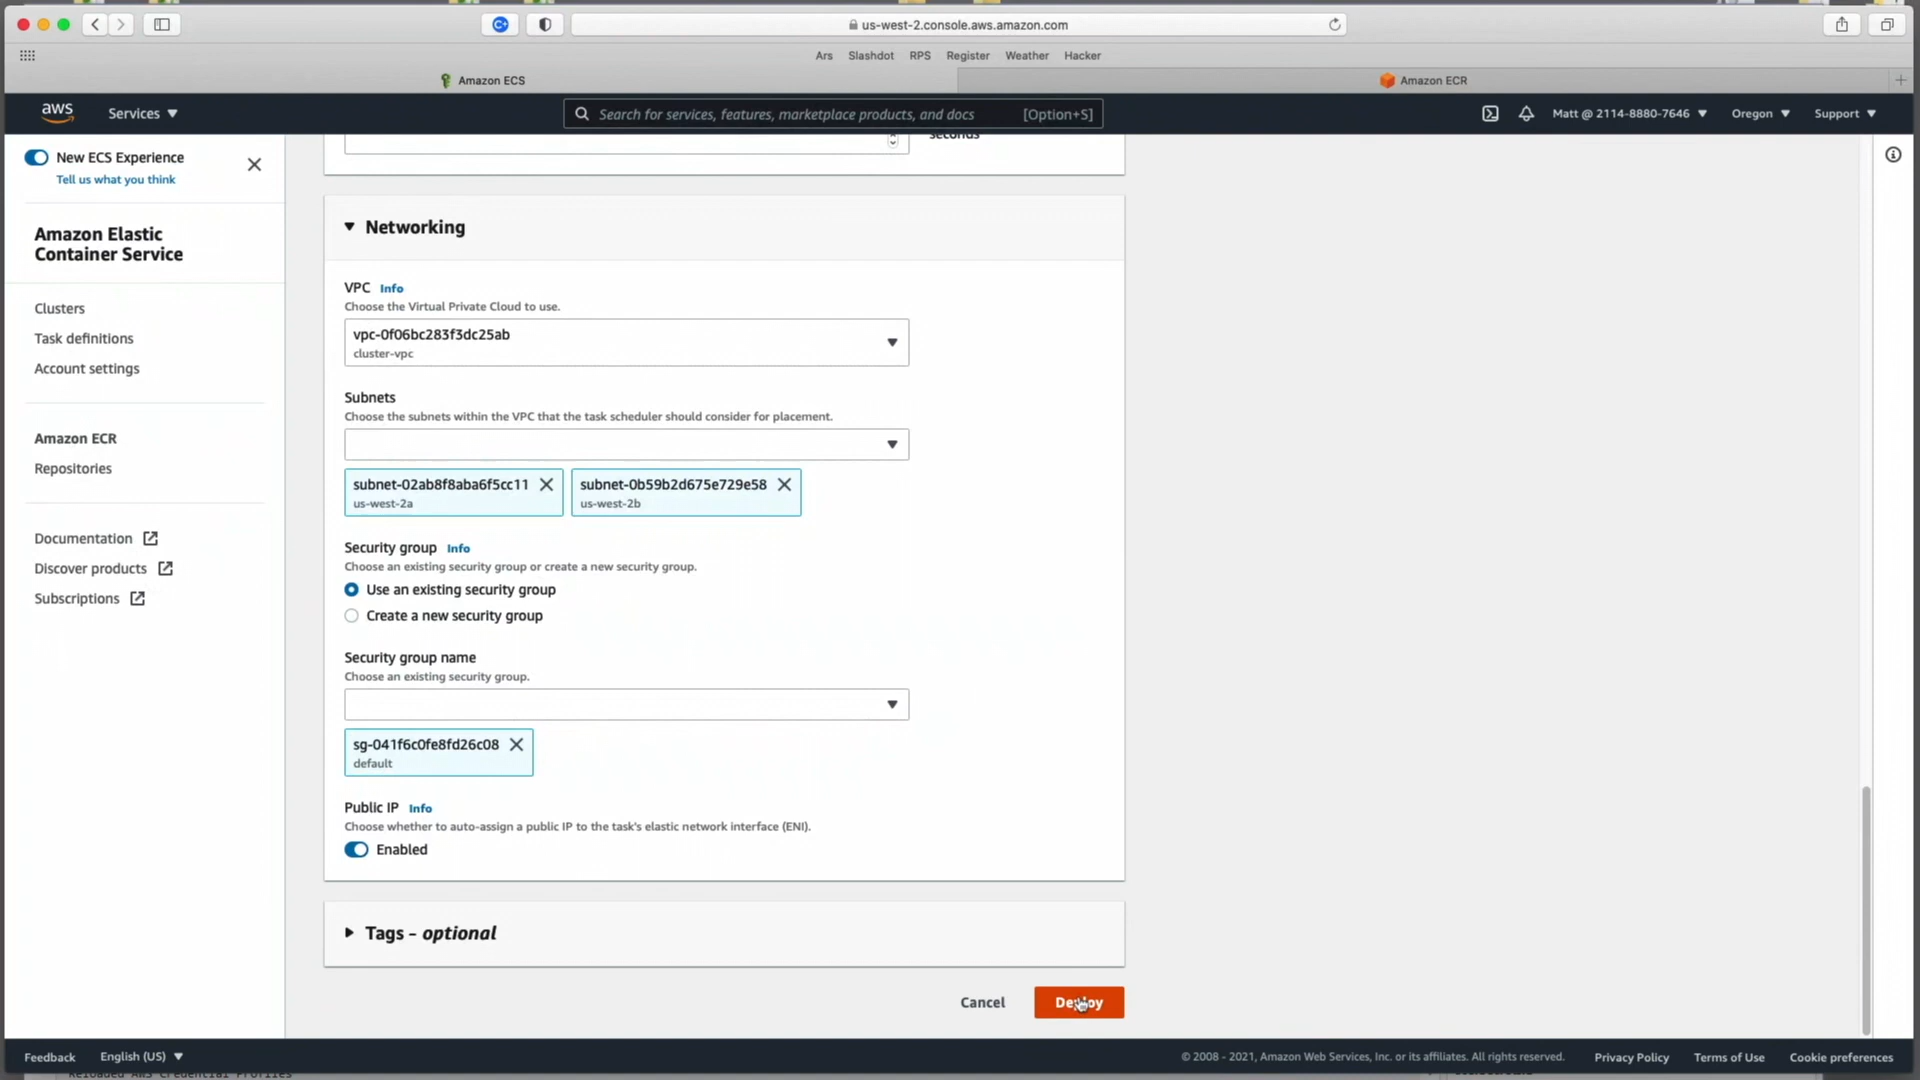 us-west-2.console.aws.amazon.com
Ars Slashdot RPS Register Weather Hacker
Amazon ECS
Amazon ECR
aws
Services
Search for services, features, marketplace products, and docs [Option+S]
Matt @ 2114-8880-7646
Oregon
Support
New ECS Experience
Tell us what you think
Amazon Elastic
Container Service
Clusters
Task definitions
Account settings
Amazon ECR
Repositories
Documentation
Discover products
Subscriptions
seconds
Networking
VPC Info
Choose the Virtual Private Cloud to use.
vpc-0f06bc283f3dc25ab
cluster-vpc
Subnets
Choose the subnets within the VPC that the task scheduler should consider for placement.
subnet-02ab8f8aba6f5cc11
us-west-2a
subnet-0b59b2d675e729e58
us-west-2b
Security group Info
Choose an existing security group or create a new security group.
Use an existing security group
Create a new security group
Security group name
Choose an existing security group.
sg-041f6c0fe8fd26c08
default
Public IP Info
Choose whether to auto-assign a public IP to the task's elastic network interface (ENI).
Enabled
Tags - optional
Cancel
Deploy
Feedback
English (US)
© 2008 - 2021, Amazon Web Services, Inc. or its affiliates. All rights reserved.
Privacy Policy
Terms of Use
Cookie preferences
Reloaded AWS Credential Profiles